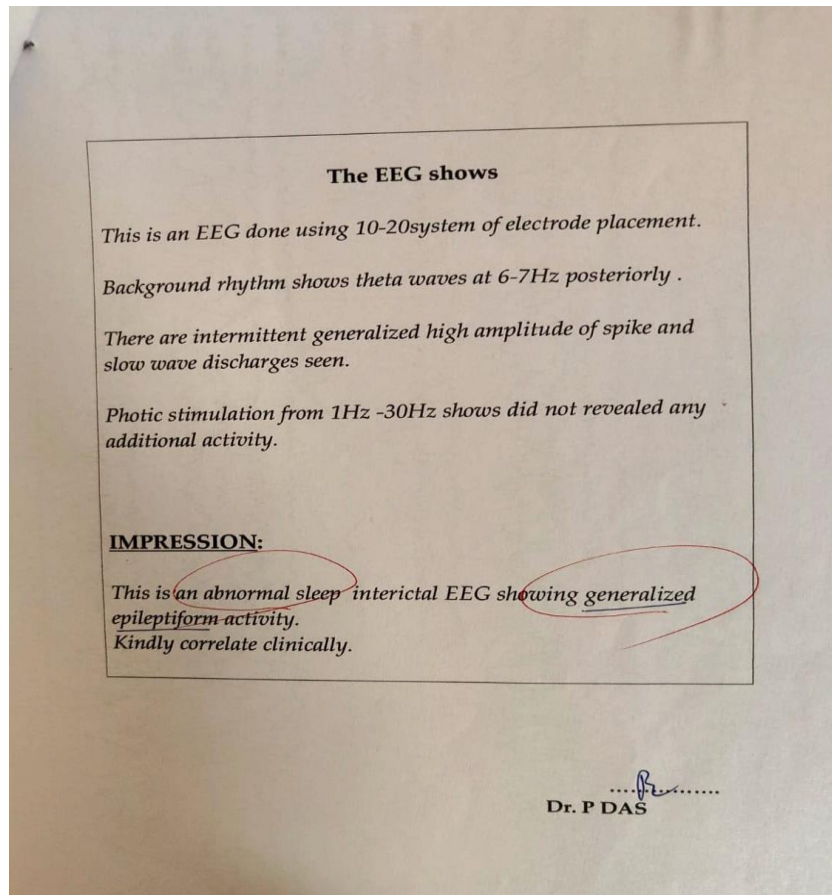 The EEG shows
This is an EEG done using 10-20system of electrode placement.
Background rhythm shows theta waves at 6-7Hz posteriorly .
There are intermittent generalized high amplitude of spike and
slow wave discharges seen.
Photic stimulation from 1Hz -30Hz shows did not revealed any
additional activity.
IMPRESSION:
This is an abnormal sleep interictal EEG showing generalized
epileptiform activity.
Kindly correlate clinically.
Dr. P DAS